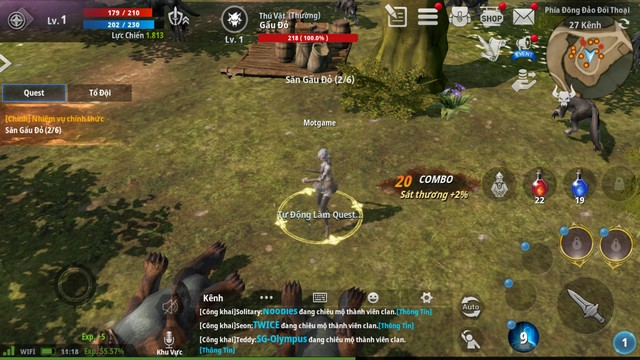 Lv. 1
179 / 210
202 / 230
Lực Chiến 1.813
Lv. 1
Thú Vật (Thường)
Gấu Đỏ
218 ( 100.0% )
Săn Gấu Đỏ (2/6)
SHOP
EVENT
Phía Đông Đảo Đối Thoại
27 Kênh
Quest
Tổ Đội
[Chính] Nhiệm vụ chính thức
Săn Gấu Đỏ (2/6)
Motgame
20 COMBO
Sát thương +2%
22
19
Tự Động Làm Quest...
Kênh
[Công khai]Solitary:NOODLES đang chiêu mộ thành viên clan.[Thông Tin]
[Công khai]Seon:TWICE đang chiêu mộ thành viên clan.[Thông Tin]
[Công khai]Teddy:SG-Olympus đang chiêu mộ thành viên clan.
[Thông Tin]
Auto
9
1
Khu Vực
Exp +5
WIFI
11:18
Exp 55.57%